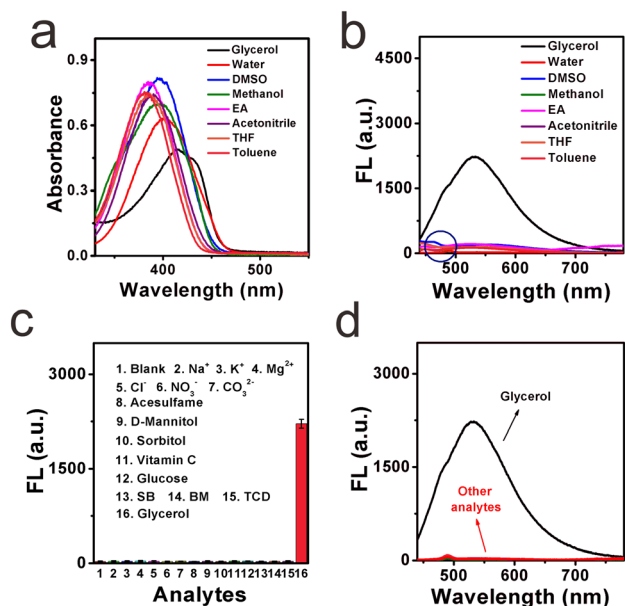 a
Absorbance
0.9
0.6
0.3
0.0
400
500
Wavelength (nm)
Glycerol
Water
DMSO
Methanol
EA
Acetonitrile
THF
Toluene
b
FL (a.u.)
4500
3000
1500
0
500
600
700
Wavelength (nm)
Glycerol
Water
DMSO
Methanol
EA
Acetonitrile
THF
Toluene
c
FL (a.u.)
3000
1500
0
1. Blank 2. Na⁺ 3. K⁺ 4. Mg²⁺
5. Cl⁻ 6. NO₃⁻ 7. CO₃²⁻
8. Acesulfame
9. D-Mannitol
10. Sorbitol
11. Vitamin C
12. Glucose
13. SB 14. BM 15. TCD
16. Glycerol
1 2 3 4 5 6 7 8 9 10 11 12 13 14 15 16
Analytes
d
FL (a.u.)
3000
1500
0
Glycerol
Other
analytes
500
600
700
Wavelength (nm)